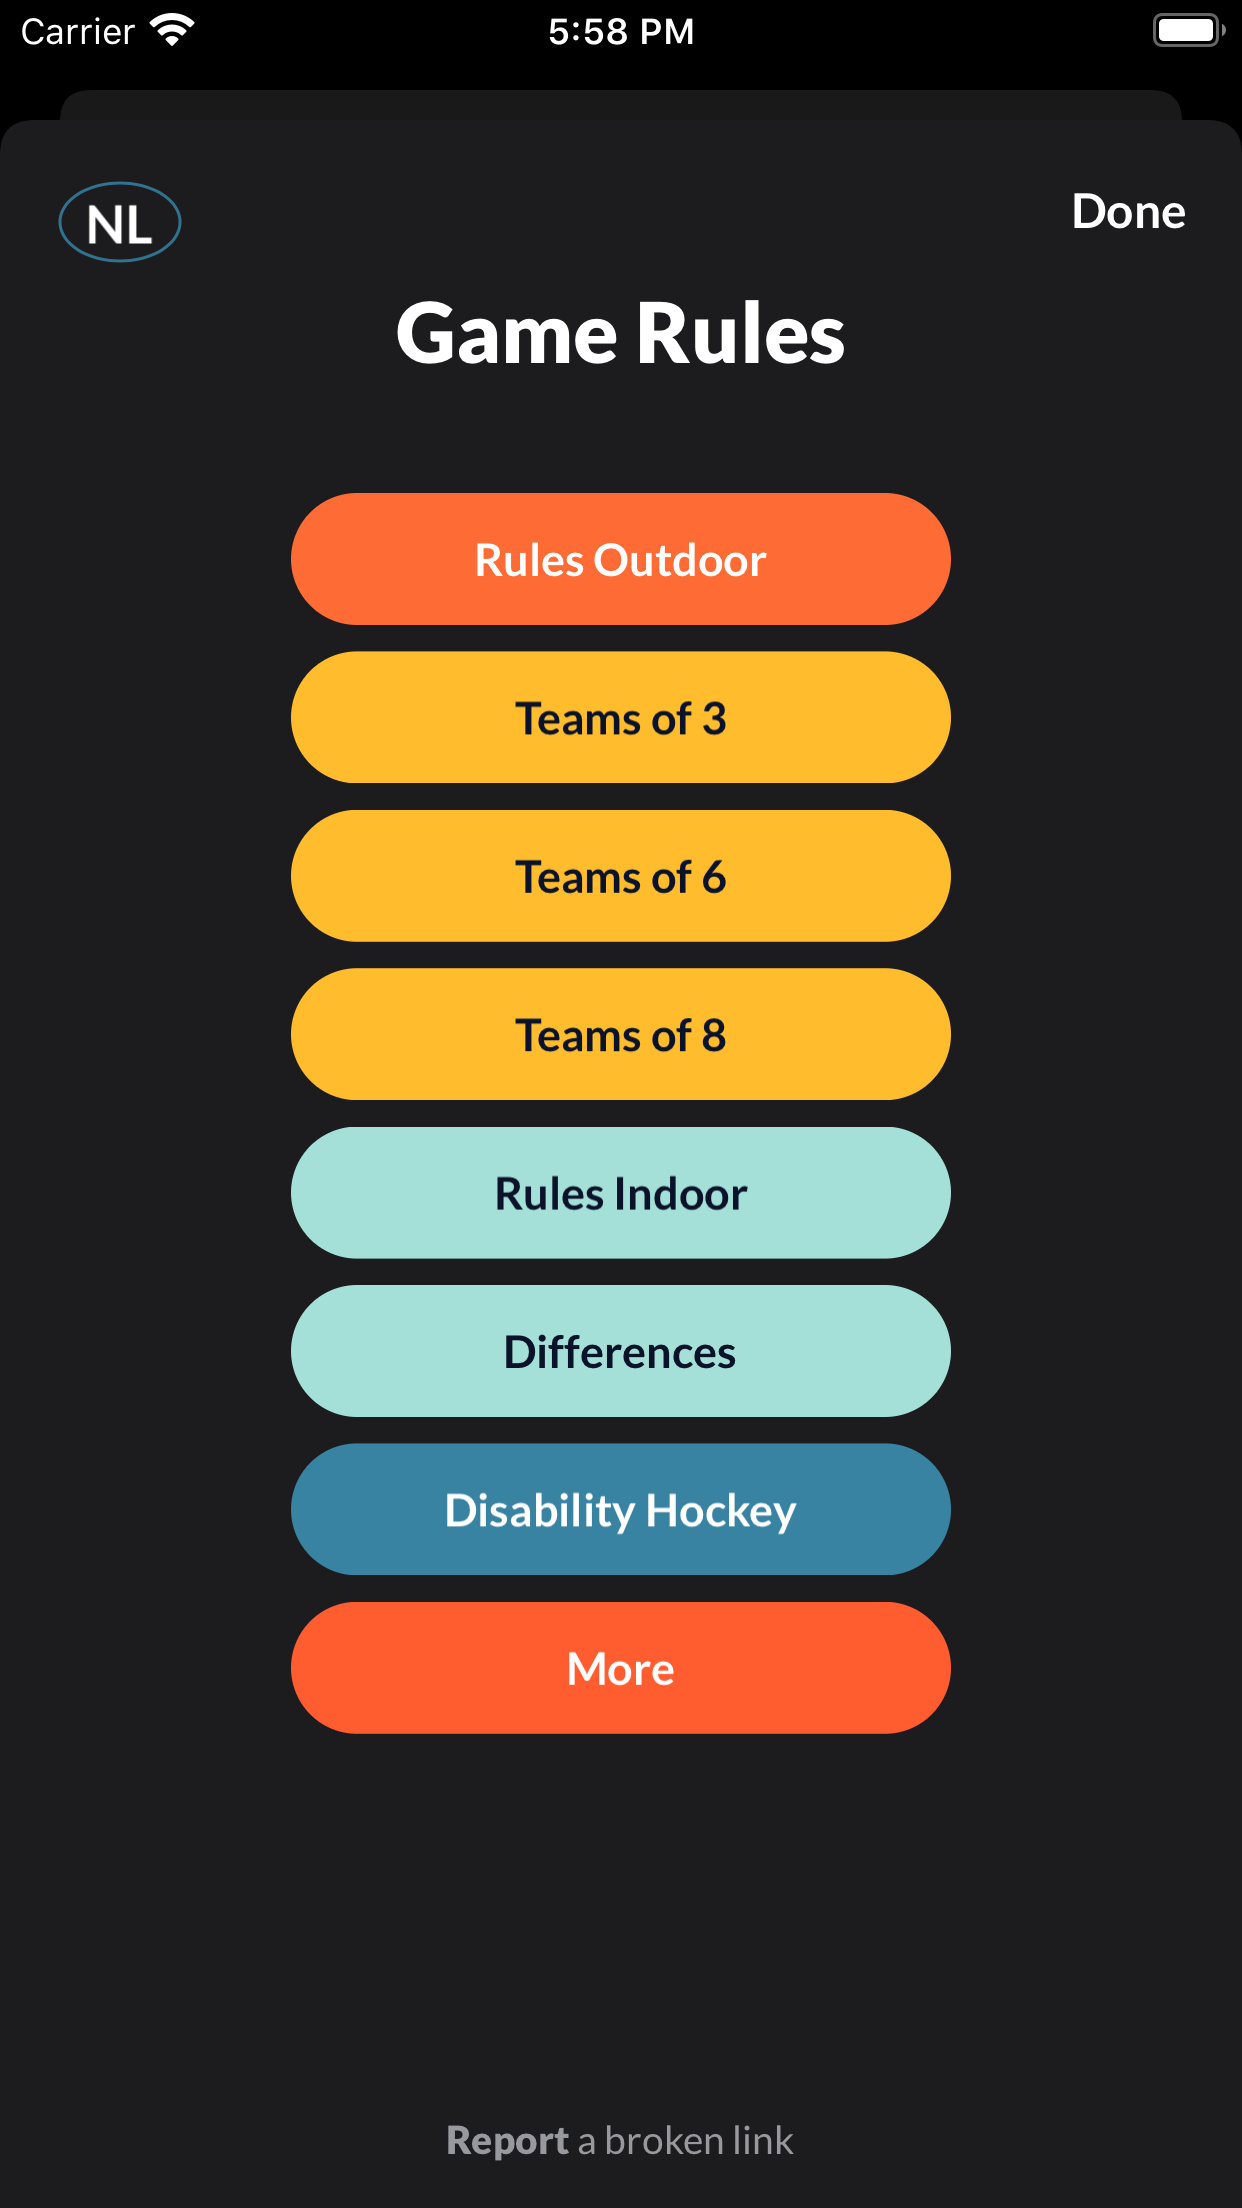 Carrier 5:58 PM
NL Done
Game Rules
Rules Outdoor
Teams of 3
Teams of 6
Teams of 8
Rules Indoor
Differences
Disability Hockey
More
Report a broken link